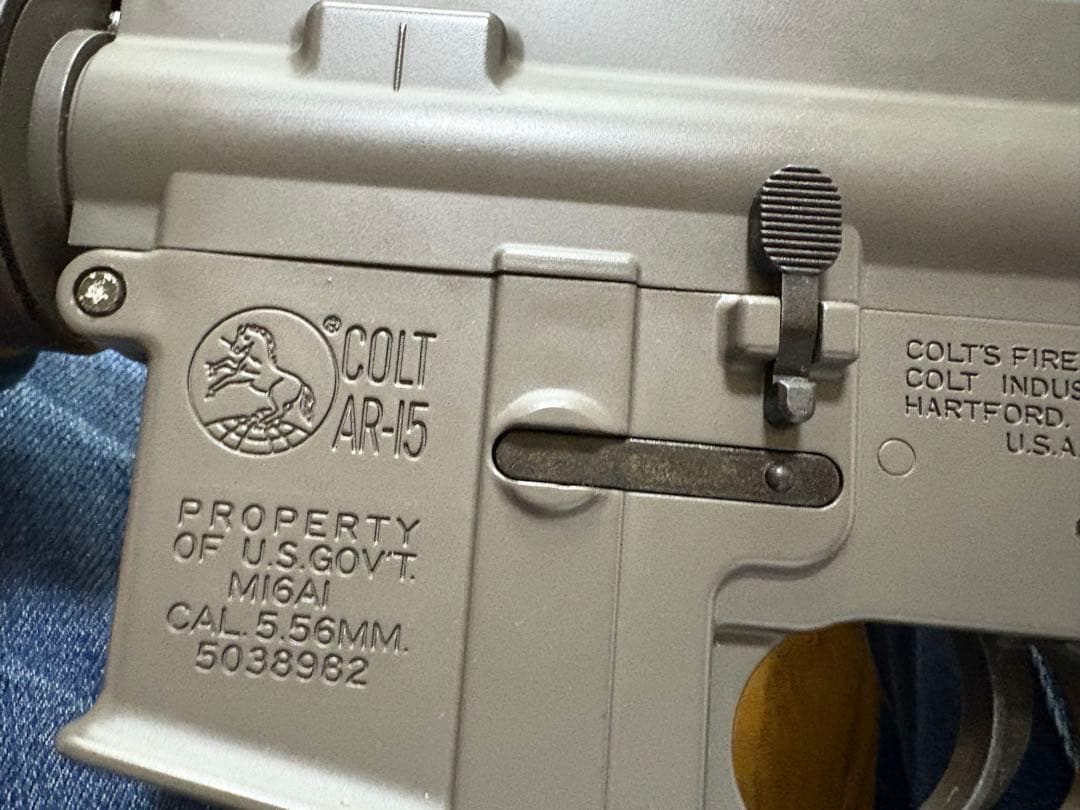 ® COLT
AR-15
PROPERTY
OF U.S.GOV'T.
M16A1
CAL. 5.56MM.
5038982
COLT'S FIRE
COLT INDUS
HARTFORD.
U.S.A.